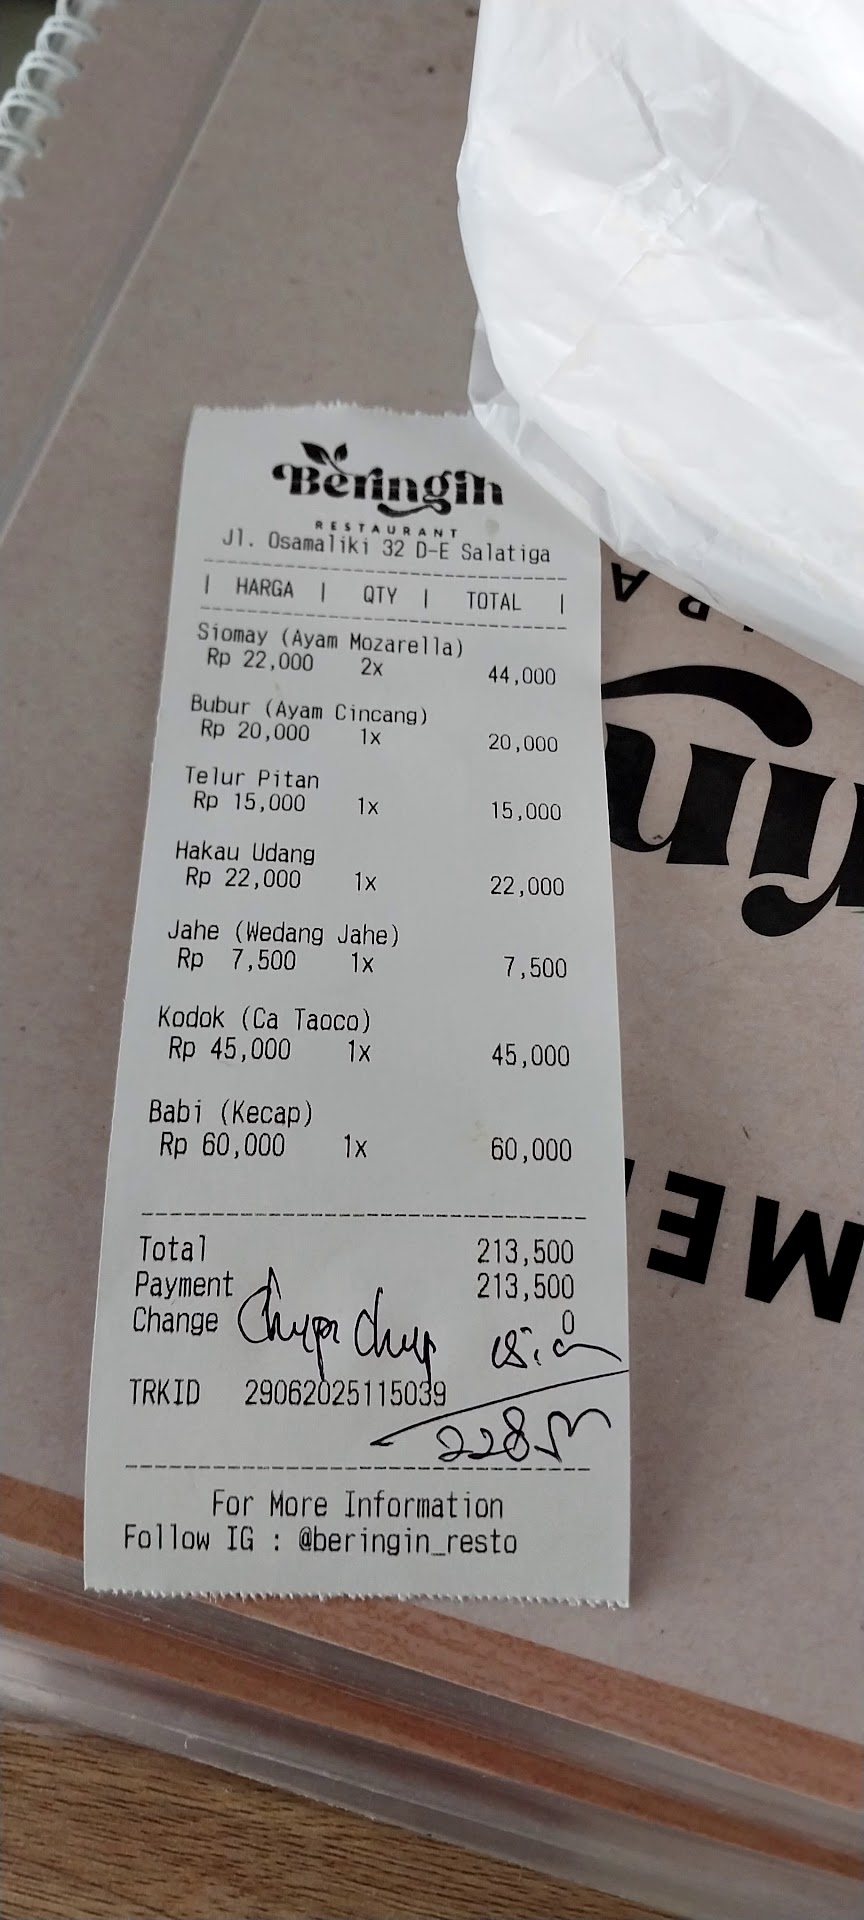 Beringin
RESTAURANT
Jl. Osamaliki 32 D-E Salatiga
| HARGA | QTY | TOTAL |
Siomay (Ayam Mozarella)
Rp 22,000 2x 44,000
Bubur (Ayam Cincang)
Rp 20,000 1x 20,000
Telur Pitan
Rp 15,000 1x 15,000
Hakau Udang
Rp 22,000 1x 22,000
Jahe (Wedang Jahe)
Rp 7,500 1x 7,500
Kodok (Ca Taoco)
Rp 45,000 1x 45,000
Babi (Kecap)
Rp 60,000 1x 60,000
Total 213,500
Payment 213,500
Change 0
TRKID 29062025115039
For More Information
Follow IG : @beringin_resto
ME